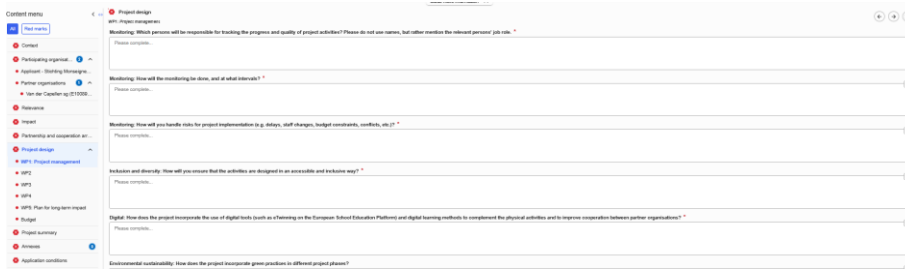 Content menu
All
Red marks
Context
Participating organisat...
Applicant - Stichting Monseigne...
Partner organisations
Van der Capellen sg (E10090...
Relevance
Impact
Partnership and cooperation arr...
Project design
WP1: Project management
WP2
WP3
WP4
WP5: Plan for long-term impact
Budget
Project summary
Annexes
Application conditions
Project design
WP1: Project management
Monitoring: Which persons will be responsible for tracking the progress and quality of project activities? Please do not use names, but rather mention the relevant persons' job role. *
Please complete...
Monitoring: How will the monitoring be done, and at what intervals? *
Please complete...
Monitoring: How will you handle risks for project implementation (e.g. delays, staff changes, budget constraints, conflicts, etc.)? *
Please complete...
Inclusion and diversity: How will you ensure that the activities are designed in an accessible and inclusive way? *
Please complete...
Digital: How does the project incorporate the use of digital tools (such as eTwinning on the European School Education Platform) and digital learning methods to complement the physical activities and to improve cooperation between partner organisations? *
Please complete...
Environmental sustainability: How does the project incorporate green practices in different project phases?